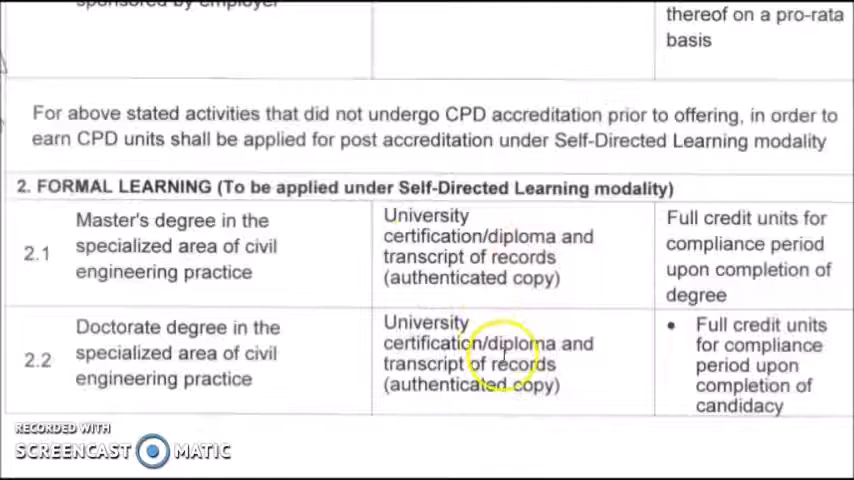 sponsored by employer
thereof on a pro-rata
basis
For above stated activities that did not undergo CPD accreditation prior to offering, in order to
earn CPD units shall be applied for post accreditation under Self-Directed Learning modality
2. FORMAL LEARNING (To be applied under Self-Directed Learning modality)
2.1
Master's degree in the
specialized area of civil
engineering practice
University
certification/diploma and
transcript of records
(authenticated copy)
Full credit units for
compliance period
upon completion of
degree
2.2
Doctorate degree in the
specialized area of civil
engineering practice
University
certification/diploma and
transcript of records
(authenticated copy)
• Full credit units
for compliance
period upon
completion of
candidacy
RECORDED WITH
SCREENCAST MATIC